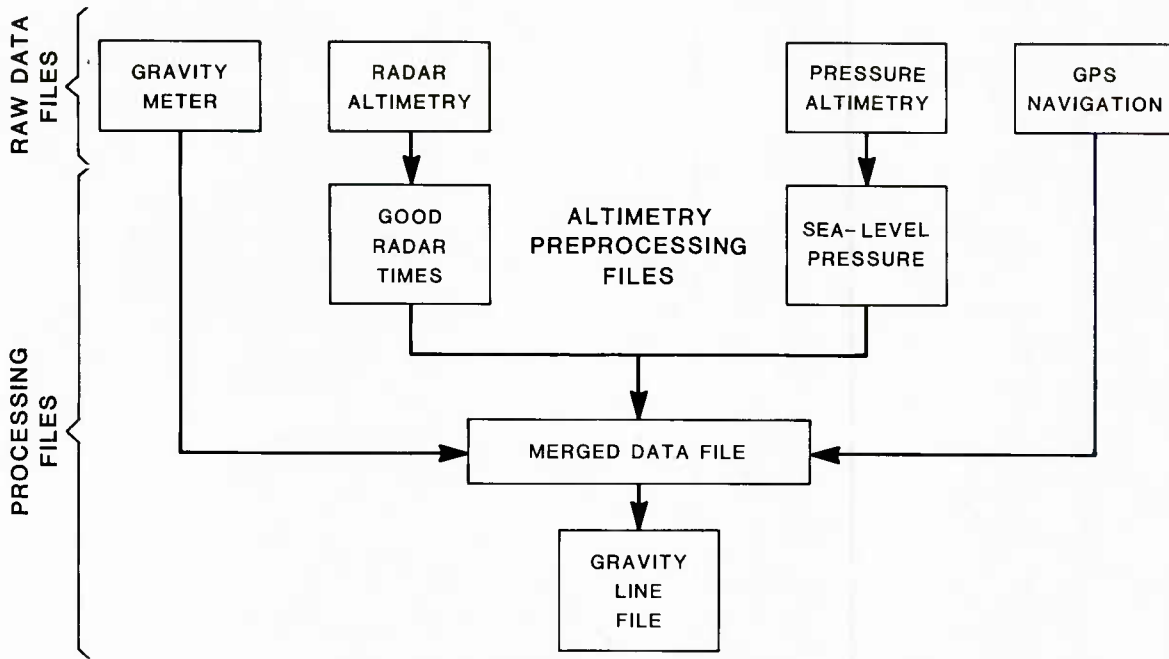 RAW DATA
FILES
GRAVITY
METER
RADAR
ALTIMETRY
PRESSURE
ALTIMETRY
GPS
NAVIGATION
GOOD
RADAR
TIMES
ALTIMETRY
PREPROCESSING
FILES
SEA-LEVEL
PRESSURE
PROCESSING
FILES
MERGED DATA FILE
GRAVITY
LINE
FILE